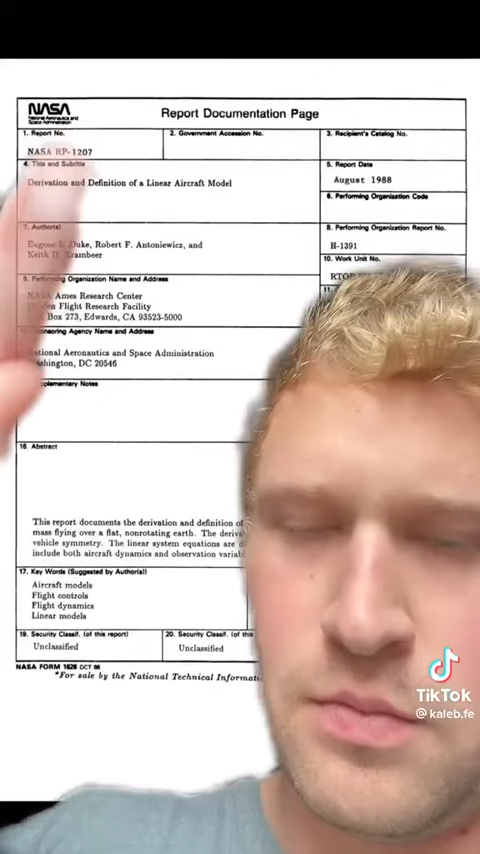 NASA
National Aeronautics and
Space Administration
Report Documentation Page
1. Report No.
NASA RP-1207
2. Government Accession No.
3. Recipient's Catalog No.
4. Title and Subtitle
Derivation and Definition of a Linear Aircraft Model
5. Report Date
August 1988
6. Performing Organization Code
7. Author(s)
Eugene Duke, Robert F. Antoniewicz, and
Keith D. Krambeer
8. Performing Organization Report No.
H-1391
10. Work Unit No.
RTOP
11.
9. Performing Organization Name and Address
NASA Ames Research Center
Flight Research Facility
Box 273, Edwards, CA 93523-5000
Sponsoring Agency Name and Address
National Aeronautics and Space Administration
Washington, DC 20546
Notes
16. Abstract
This report documents the derivation and definition of
mass flying over a flat, nonrotating earth. The
vehicle symmetry. The linear system equations are
include both aircraft dynamics and observation
17. Key Words (Suggested by Author(s))
Aircraft models
Flight controls
Flight dynamics
Linear models
19. Security Classif. (of this report)
Unclassified
20. Security Classif. (of this
Unclassified
NASA FORM 1626 OCT 86
*For sale by the National Technical
TikTok
@kaleb.fe